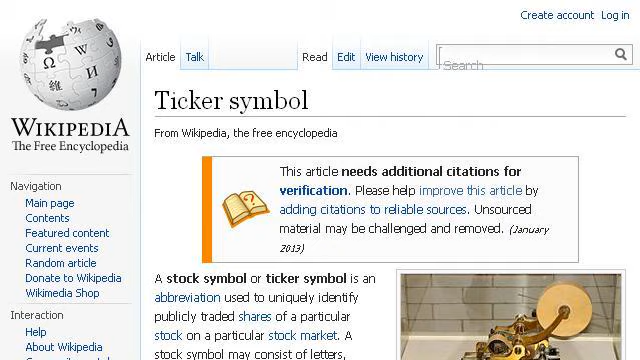 Create account Log in
Article Talk Read Edit View history Search
WIKIPEDIA
The Free Encyclopedia
Ticker symbol
From Wikipedia, the free encyclopedia
This article needs additional citations for
verification. Please help improve this article by
adding citations to reliable sources. Unsourced
material may be challenged and removed. (January
2013)
Navigation
Main page
Contents
Featured content
Current events
Random article
Donate to Wikipedia
Wikimedia Shop
Interaction
Help
About Wikipedia
A stock symbol or ticker symbol is an
abbreviation used to uniquely identify
publicly traded shares of a particular
stock on a particular stock market. A
stock symbol may consist of letters,